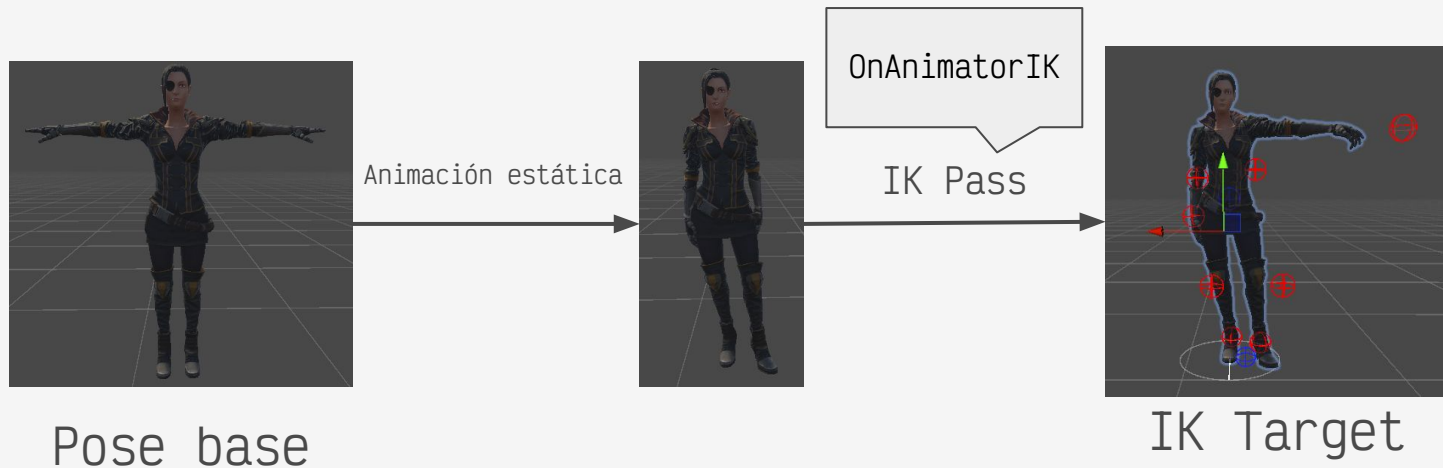 OnAnimatorIK
Animación estática
IK Pass
Pose base
IK Target